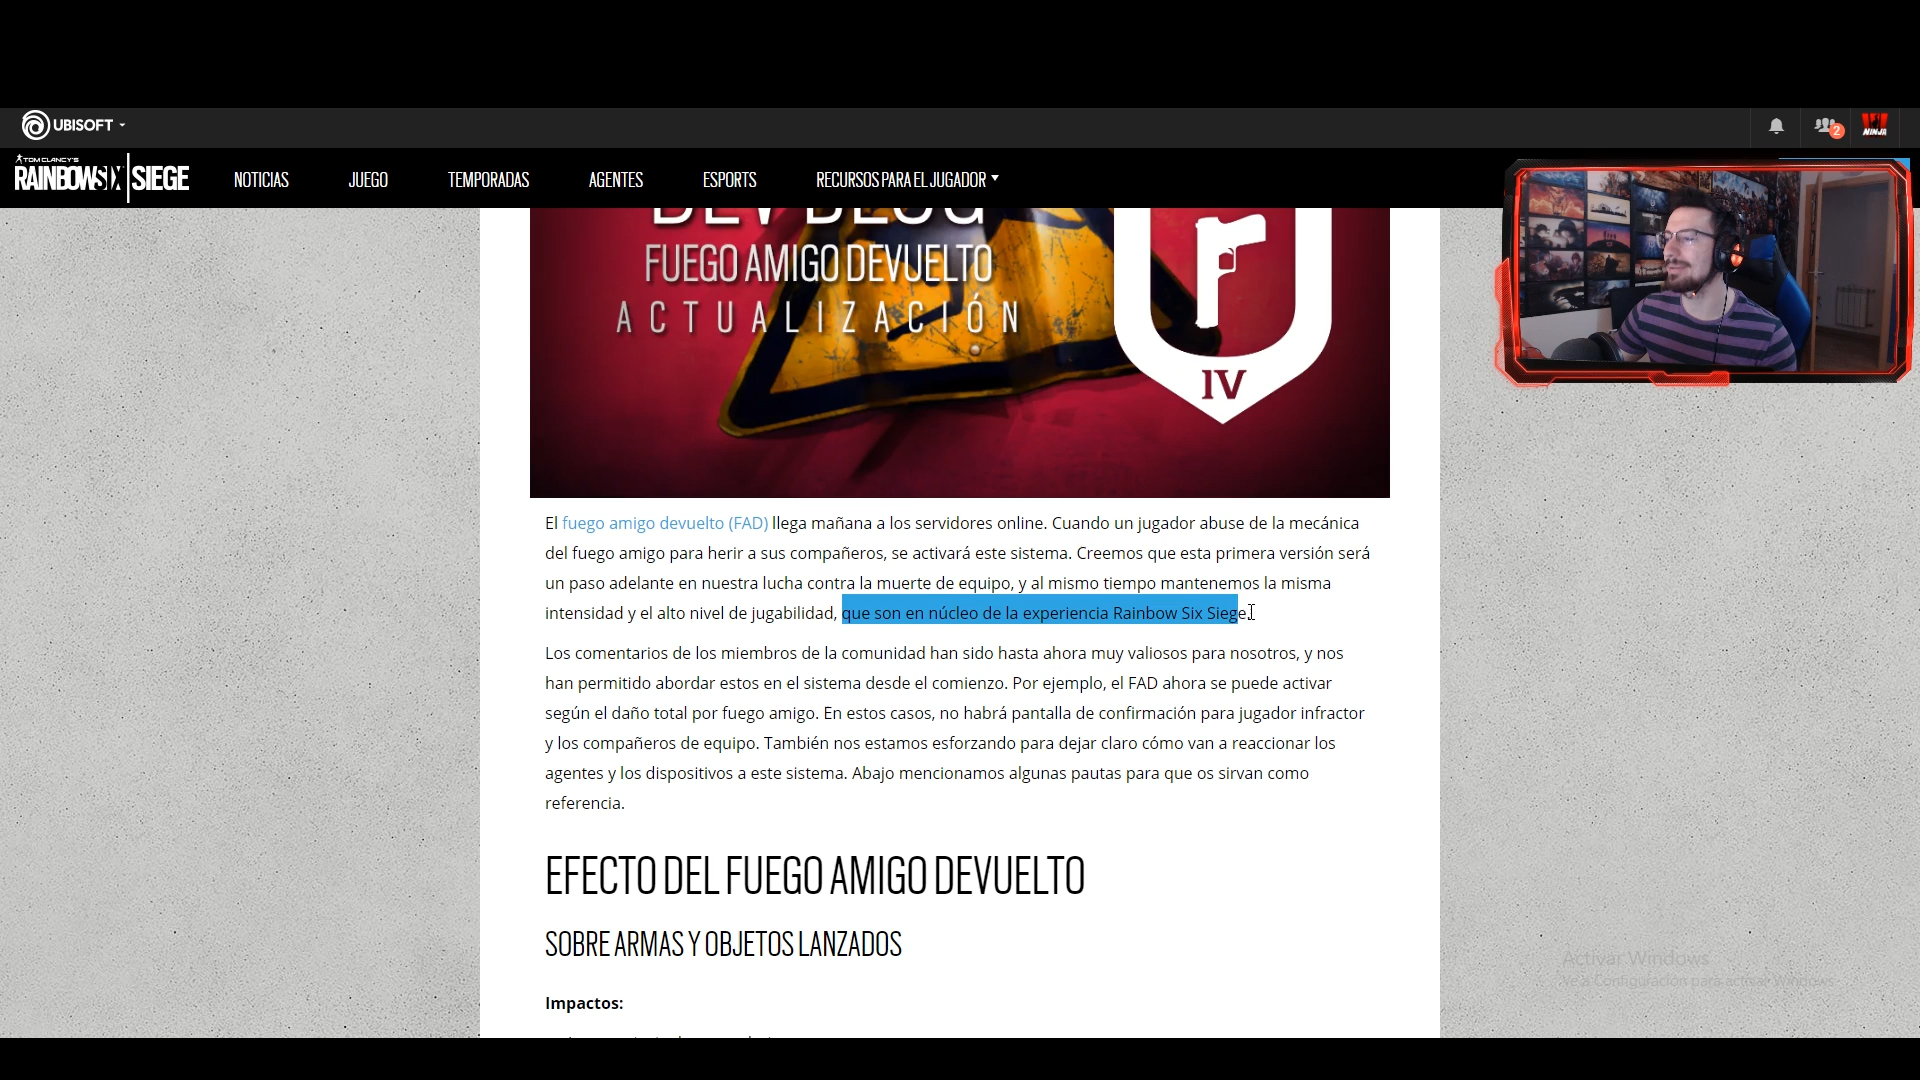 UBISOFT
2
NINJA
TOM CLANCY'S
RAINBOWSIX SIEGE
NOTICIAS
JUEGO
TEMPORADAS
AGENTES
ESPORTS
RECURSOS PARA EL JUGADOR
DEV BLOG
FUEGO AMIGO DEVUELTO
ACTUALIZACIÓN
IV
El fuego amigo devuelto (FAD) llega mañana a los servidores online. Cuando un jugador abuse de la mecánica
del fuego amigo para herir a sus compañeros, se activará este sistema. Creemos que esta primera versión será
un paso adelante en nuestra lucha contra la muerte de equipo, y al mismo tiempo mantenemos la misma
intensidad y el alto nivel de jugabilidad, que son en núcleo de la experiencia Rainbow Six Siege.
Los comentarios de los miembros de la comunidad han sido hasta ahora muy valiosos para nosotros, y nos
han permitido abordar estos en el sistema desde el comienzo. Por ejemplo, el FAD ahora se puede activar
según el daño total por fuego amigo. En estos casos, no habrá pantalla de confirmación para jugador infractor
y los compañeros de equipo. También nos estamos esforzando para dejar claro cómo van a reaccionar los
agentes y los dispositivos a este sistema. Abajo mencionamos algunas pautas para que os sirvan como
referencia.
EFECTO DEL FUEGO AMIGO DEVUELTO
SOBRE ARMAS Y OBJETOS LANZADOS
Impactos:
Activar Windows
Ve a Configuración para activar Windows.